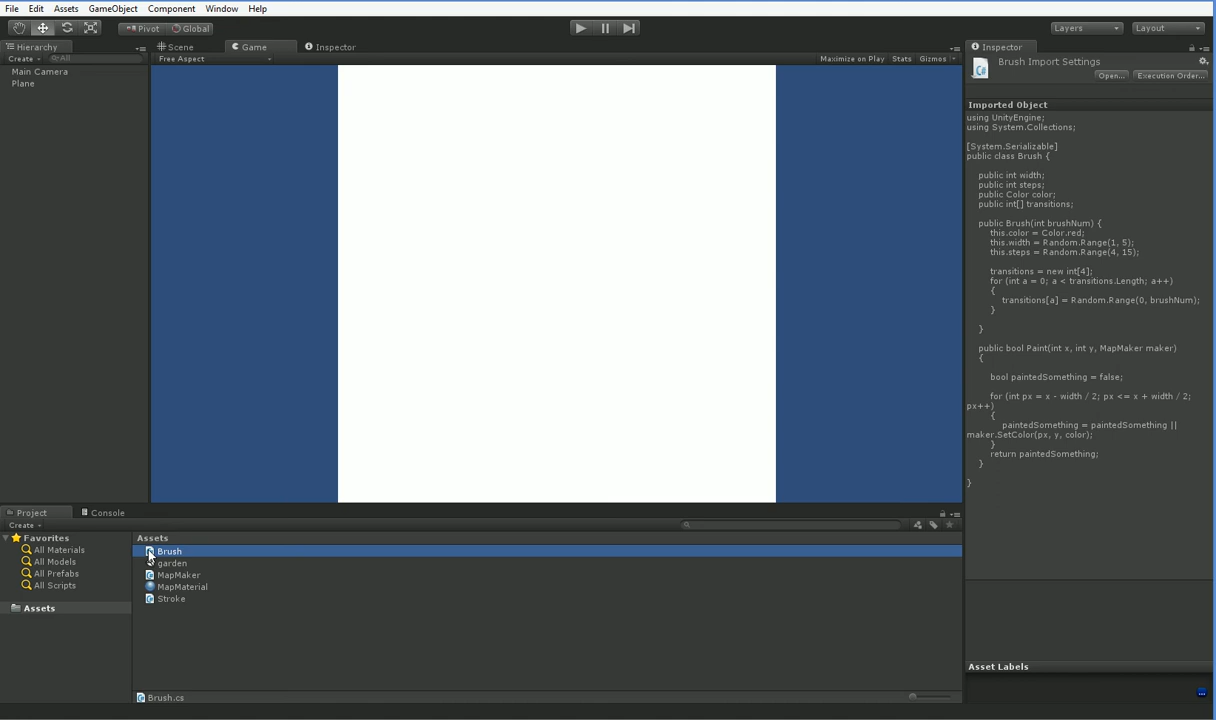 File Edit Assets GameObject Component Window Help
Pivot Global Layers Layout
Hierarchy Scene Game Inspector Inspector
Create All Free Aspect Maximize on Play Stats Gizmos
Main Camera
Plane
Brush Import Settings
Open... Execution Order...
Imported Object
using UnityEngine;
using System.Collections;
[System.Serializable]
public class Brush {
public int width;
public int steps;
public Color color;
public int[] transitions;
public Brush(int brushNum) {
this.color = Color.red;
this.width = Random.Range(1, 5);
this.steps = Random.Range(4, 15);
transitions = new int[4];
for (int a = 0; a < transitions.Length; a++)
{
transitions[a] = Random.Range(0, brushNum);
}
}
public bool Paint(int x, int y, MapMaker maker)
{
bool paintedSomething = false;
for (int px = x - width / 2; px <= x + width / 2;
px++)
{
paintedSomething = paintedSomething ||
maker.SetColor(px, y, color);
}
return paintedSomething;
}
}
Project Console
Create
Favorites
All Materials
All Models
All Prefabs
All Scripts
Assets
Assets
Brush
garden
MapMaker
MapMaterial
Stroke
Brush.cs
Asset Labels
...